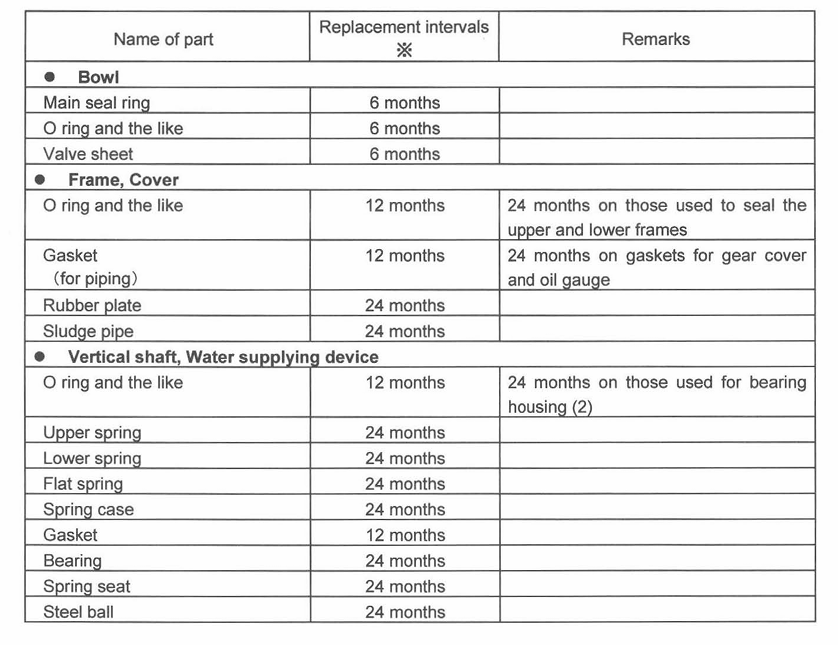 Name of part Replacement intervals Remarks
※
● Bowl
Main seal ring 6 months
O ring and the like 6 months
Valve sheet 6 months
● Frame, Cover
O ring and the like 12 months 24 months on those used to seal the
upper and lower frames
Gasket 12 months 24 months on gaskets for gear cover
(for piping) and oil gauge
Rubber plate 24 months
Sludge pipe 24 months
● Vertical shaft, Water supplying device
O ring and the like 12 months 24 months on those used for bearing
housing (2)
Upper spring 24 months
Lower spring 24 months
Flat spring 24 months
Spring case 24 months
Gasket 12 months
Bearing 24 months
Spring seat 24 months
Steel ball 24 months